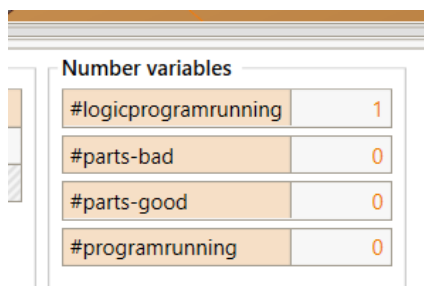 Number variables
#logicprogramrunning 1
#parts-bad 0
#parts-good 0
#programrunning 0